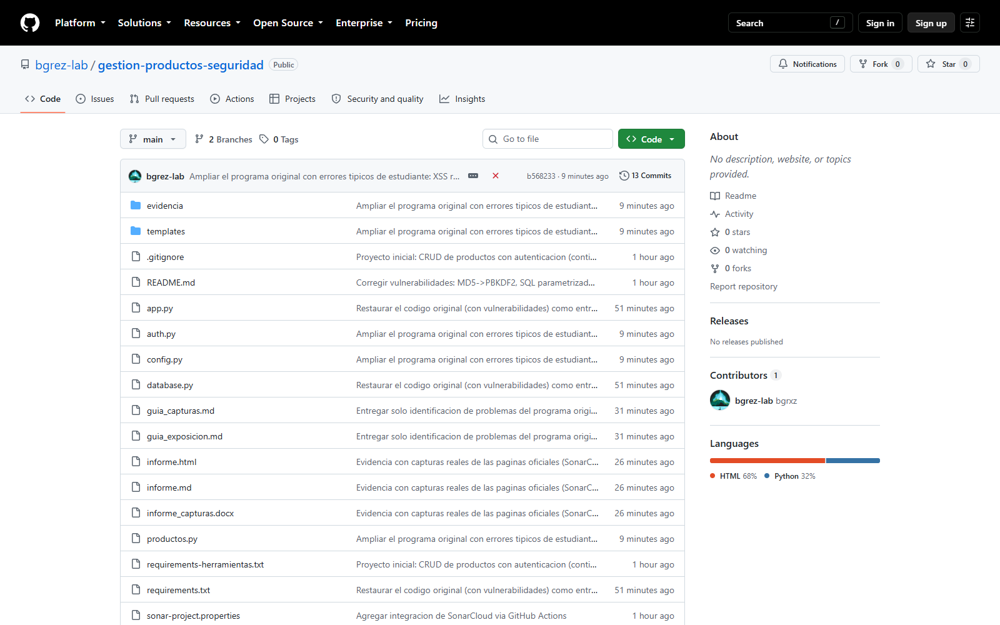 Platform Solutions Resources Open Source Enterprise Pricing Search / Sign in Sign up
bgrez-lab / gestion-productos-seguridad Public Notifications Fork 0 Star 0
Code Issues Pull requests Actions Projects Security and quality Insights
main 2 Branches 0 Tags Go to file Code
bgrez-lab Ampliar el programa original con errores tipicos de estudiante: XSS r... b568233 · 9 minutes ago 13 Commits
evidencia Ampliar el programa original con errores tipicos de estudiant... 9 minutes ago
templates Ampliar el programa original con errores tipicos de estudiant... 9 minutes ago
.gitignore Proyecto inicial: CRUD de productos con autenticacion (conti... 1 hour ago
README.md Corregir vulnerabilidades: MD5->PBKDF2, SQL parametrizad... 1 hour ago
app.py Restaurar el codigo original (con vulnerabilidades) como entr... 51 minutes ago
auth.py Ampliar el programa original con errores tipicos de estudiant... 9 minutes ago
config.py Ampliar el programa original con errores tipicos de estudiant... 9 minutes ago
database.py Restaurar el codigo original (con vulnerabilidades) como entr... 51 minutes ago
guia_capturas.md Entregar solo identificacion de problemas del programa origi... 31 minutes ago
guia_exposicion.md Entregar solo identificacion de problemas del programa origi... 31 minutes ago
informe.html Evidencia con capturas reales de las paginas oficiales (SonarC... 26 minutes ago
informe.md Evidencia con capturas reales de las paginas oficiales (SonarC... 26 minutes ago
informe_capturas.docx Evidencia con capturas reales de las paginas oficiales (SonarC... 26 minutes ago
productos.py Ampliar el programa original con errores tipicos de estudiant... 9 minutes ago
requirements-herramientas.txt Proyecto inicial: CRUD de productos con autenticacion (conti... 1 hour ago
requirements.txt Restaurar el codigo original (con vulnerabilidades) como entr... 51 minutes ago
sonar-project.properties Agregar integracion de SonarCloud via GitHub Actions 1 hour ago
About
No description, website, or topics
provided.
Readme
Activity
0 stars
0 watching
0 forks
Report repository
Releases
No releases published
Contributors 1
bgrez-lab bgrxz
Languages
HTML 68% Python 32%